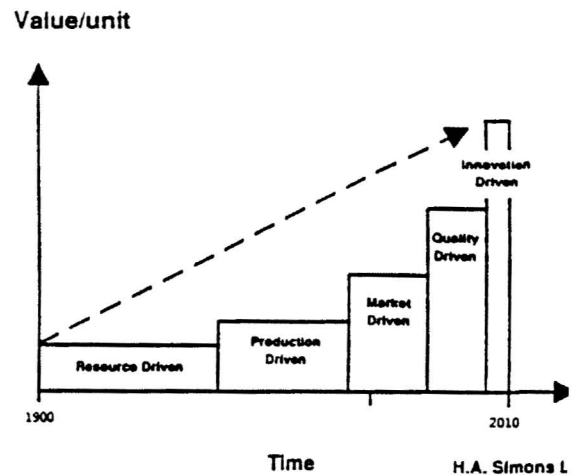 Value/unit
Innovation
Driven
Quality
Driven
Market
Driven
Production
Driven
Resource Driven
1900
2010
Time
H.A. Simons L